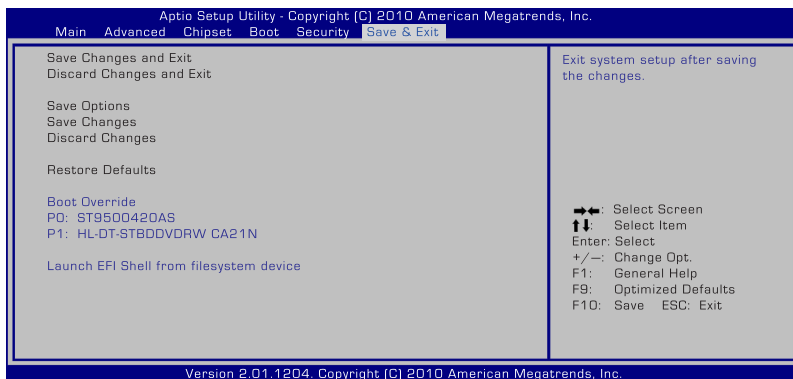 Aptio Setup Utility - Copyright (C) 2010 American Megatrends, Inc.
Main Advanced Chipset Boot Security Save & Exit
Save Changes and Exit
Discard Changes and Exit
Save Options
Save Changes
Discard Changes
Restore Defaults
Boot Override
P0: ST9500420AS
P1: HL-DT-STBDDVDRW CA21N
Launch EFI Shell from filesystem device
Exit system setup after saving
the changes.
→←: Select Screen
↑↓: Select Item
Enter: Select
+/—: Change Opt.
F1: General Help
F9: Optimized Defaults
F10: Save ESC: Exit
Version 2.01.1204. Copyright (C) 2010 American Megatrends, Inc.